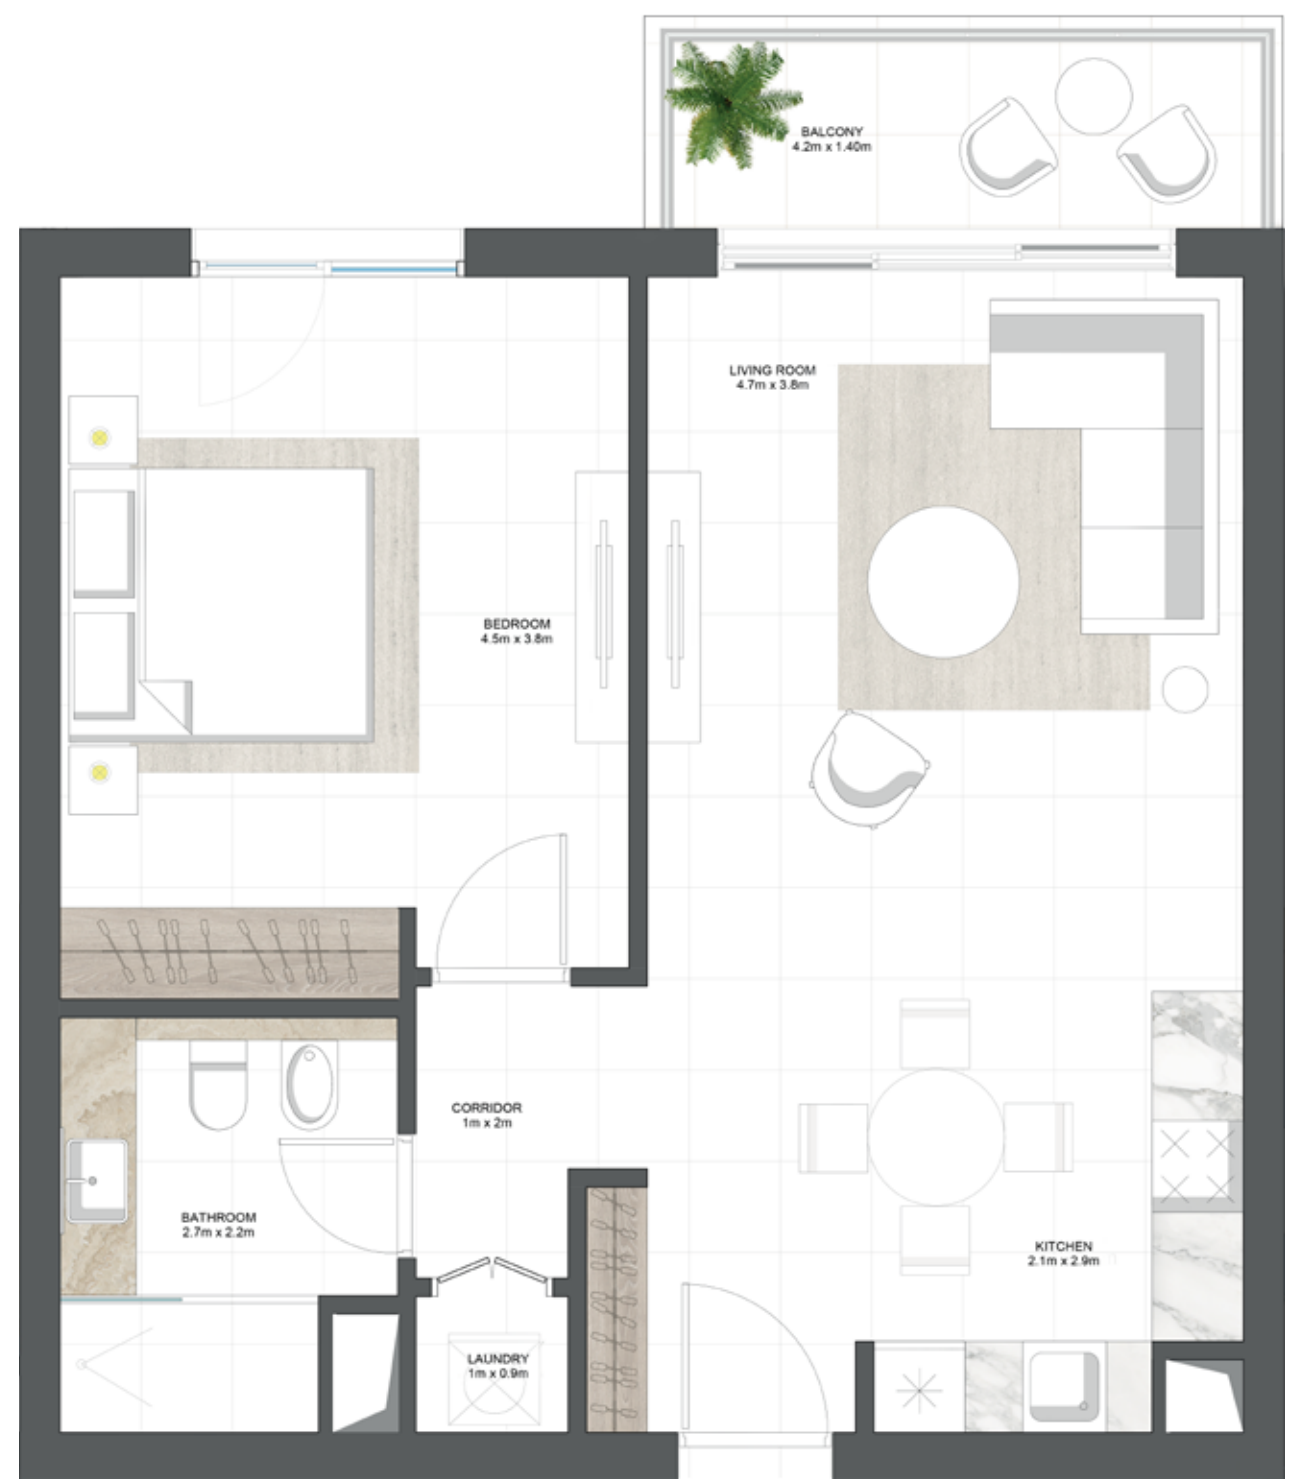 BALCONY
4.2m x 1.40m
LIVING ROOM
4.7m x 3.8m
BEDROOM
4.5m x 3.8m
CORRIDOR
1m x 2m
BATHROOM
2.7m x 2.2m
KITCHEN
2.1m x 2.9m
LAUNDRY
1m x 0.9m